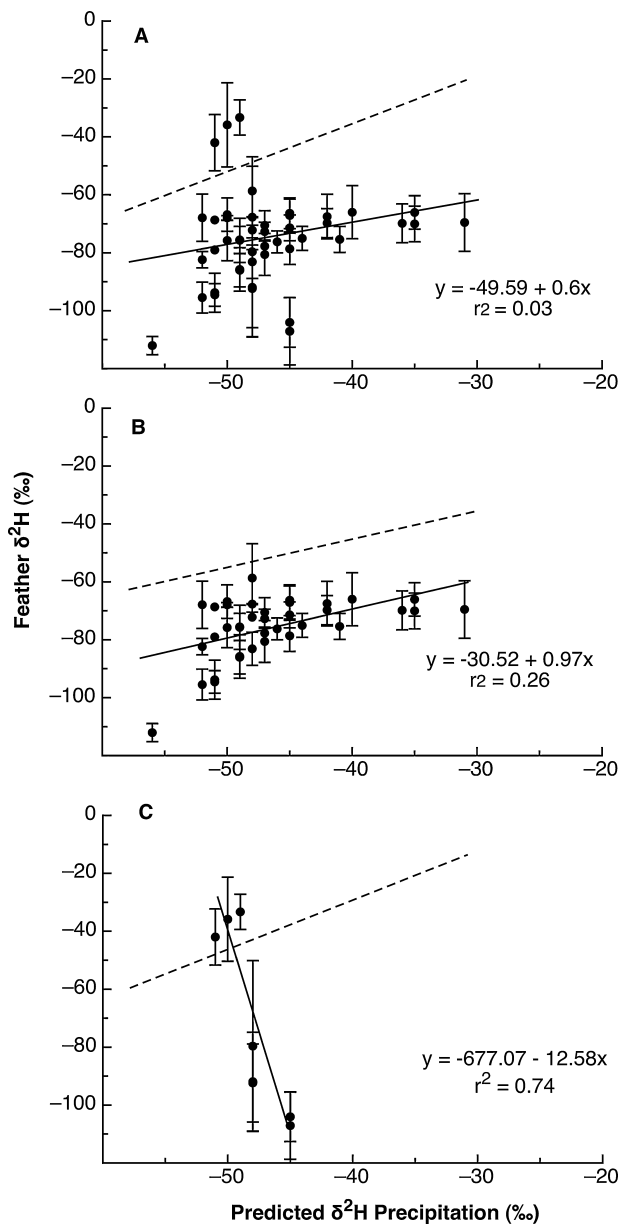 A
0
−20
−40
−60
−80
−100
y = -49.59 + 0.6x
r2 = 0.03
−50 −40 −30 −20
B
0
−20
−40
−60
−80
−100
y = -30.52 + 0.97x
r2 = 0.26
−50 −40 −30 −20
C
0
−20
−40
−60
−80
−100
y = -677.07 - 12.58x
r² = 0.74
−50 −40 −30 −20
Feather δ²H (‰)
Predicted δ²H Precipitation (‰)